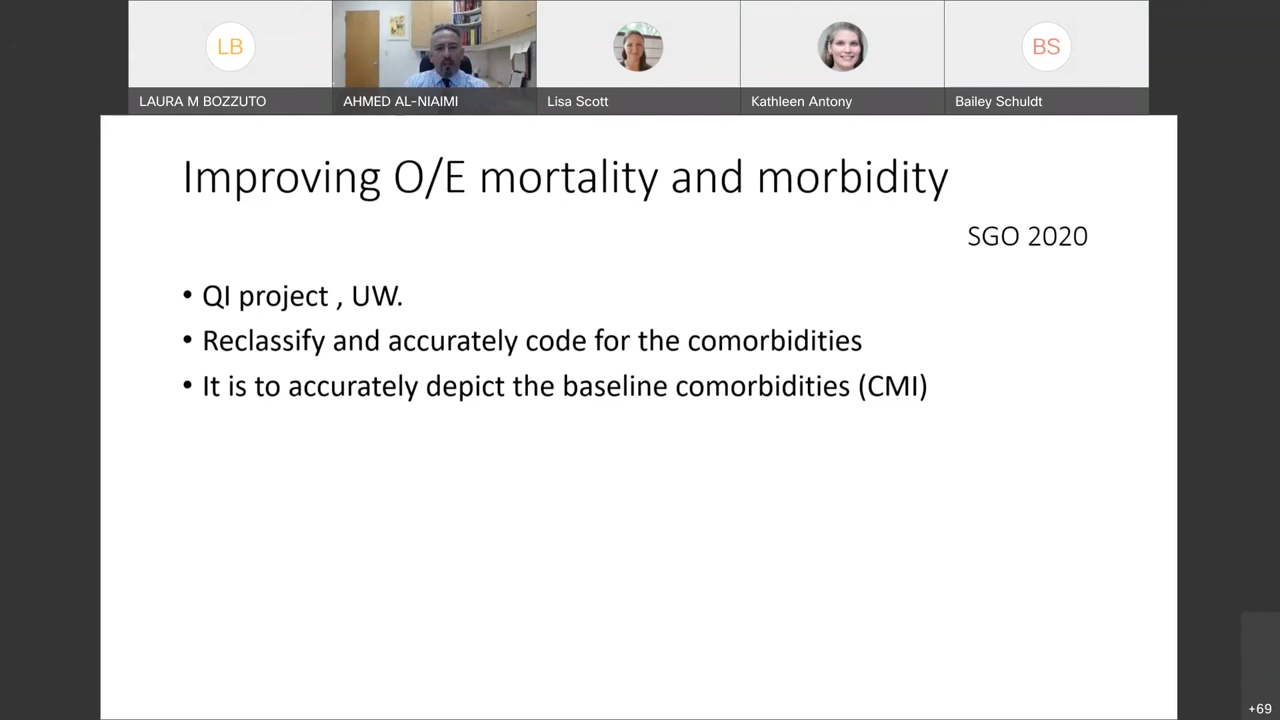 LB
BS
LAURA M BOZZUTO
AHMED AL-NIAIMI
Lisa Scott
Kathleen Antony
Bailey Schuldt
Improving O/E mortality and morbidity
SGO 2020
• QI project , UW.
• Reclassify and accurately code for the comorbidities
• It is to accurately depict the baseline comorbidities (CMI)
+69